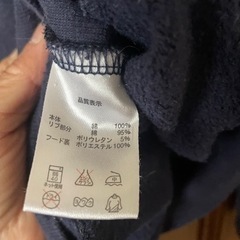 品質表示
本体 綿 100%
リブ部分 綿 95%
ポリウレタン 5%
フード裏 ポリエステル 100%